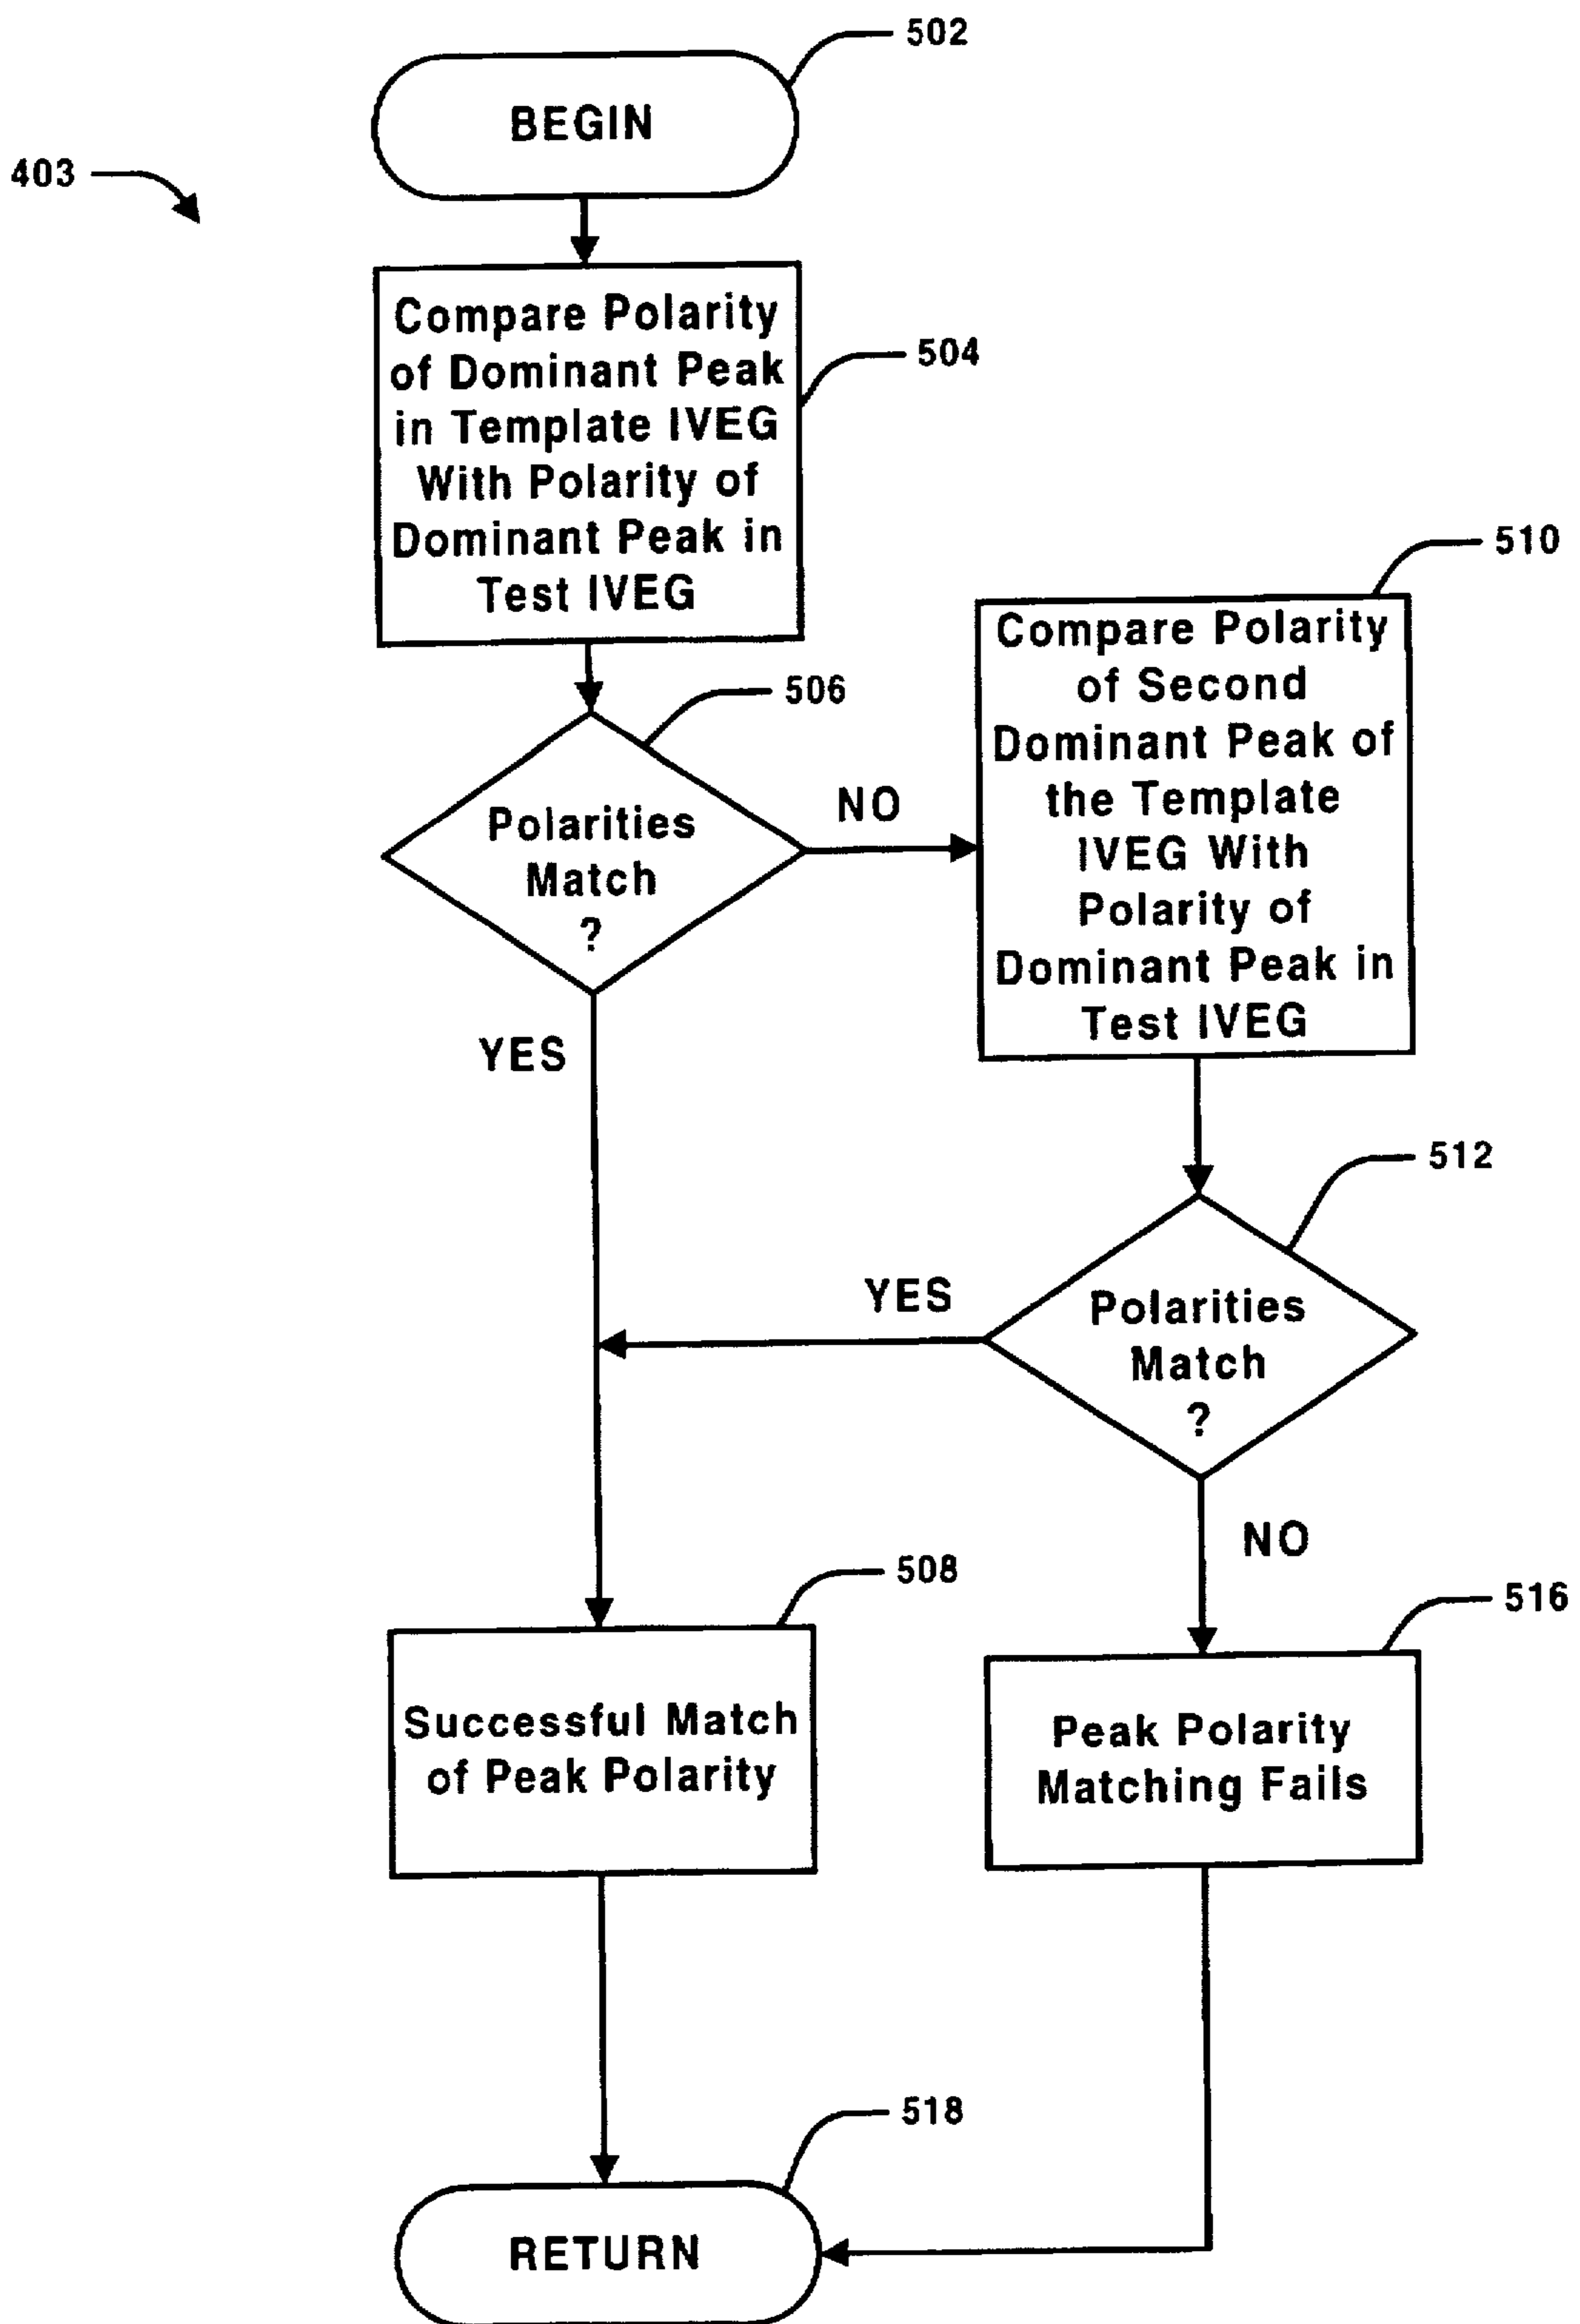 502
BEGIN
403
Compare Polarity
of Dominant Peak
in Template IVEG
With Polarity of
Dominant Peak in
Test IVEG
504
506
Polarities
Match
?
NO
YES
510
Compare Polarity
of Second
Dominant Peak of
the Template
IVEG With
Polarity of
Dominant Peak in
Test IVEG
512
Polarities
Match
?
YES
NO
508
Successful Match
of Peak Polarity
516
Peak Polarity
Matching Fails
518
RETURN